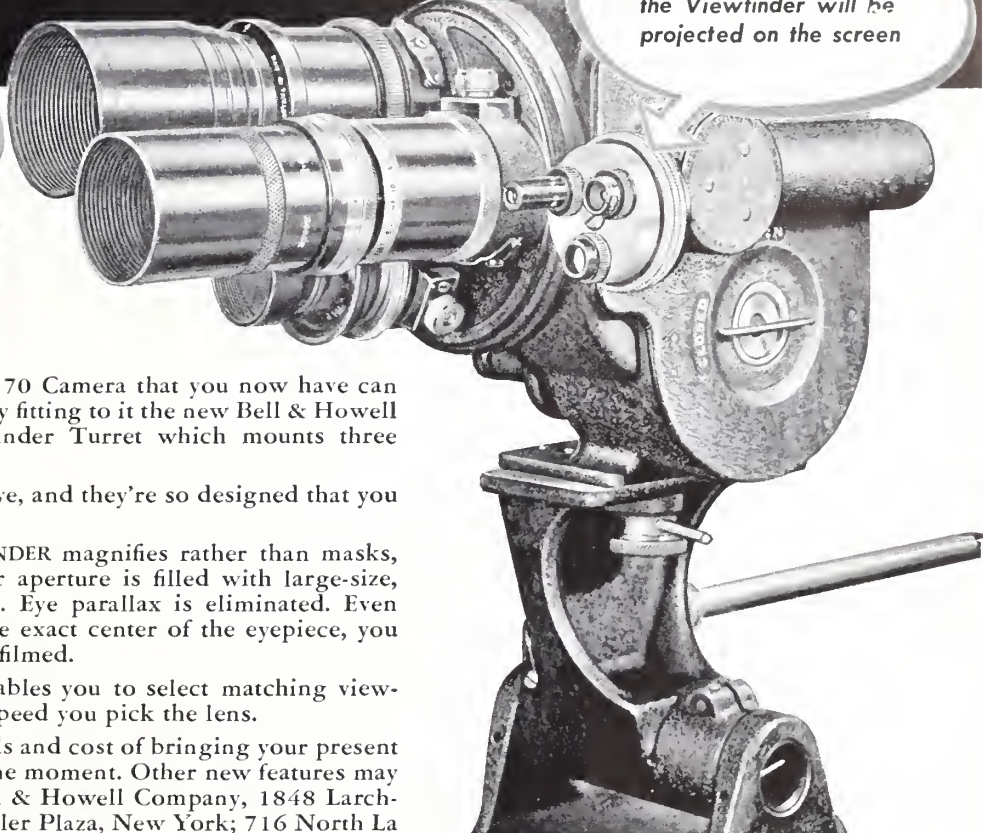 the Viewfinder will be
projected on the screen
70 Camera that you now have can
y fitting to it the new Bell & Howell
nder Turret which mounts three
ve, and they're so designed that you
NDER magnifies rather than masks,
r aperture is filled with large-size,
. Eye parallax is eliminated. Even
e exact center of the eyepiece, you
filmed.
ables you to select matching view-
peed you pick the lens.
ls and cost of bringing your present
he moment. Other new features may
l & Howell Company, 1848 Larch-
ler Plaza, New York; 716 North La